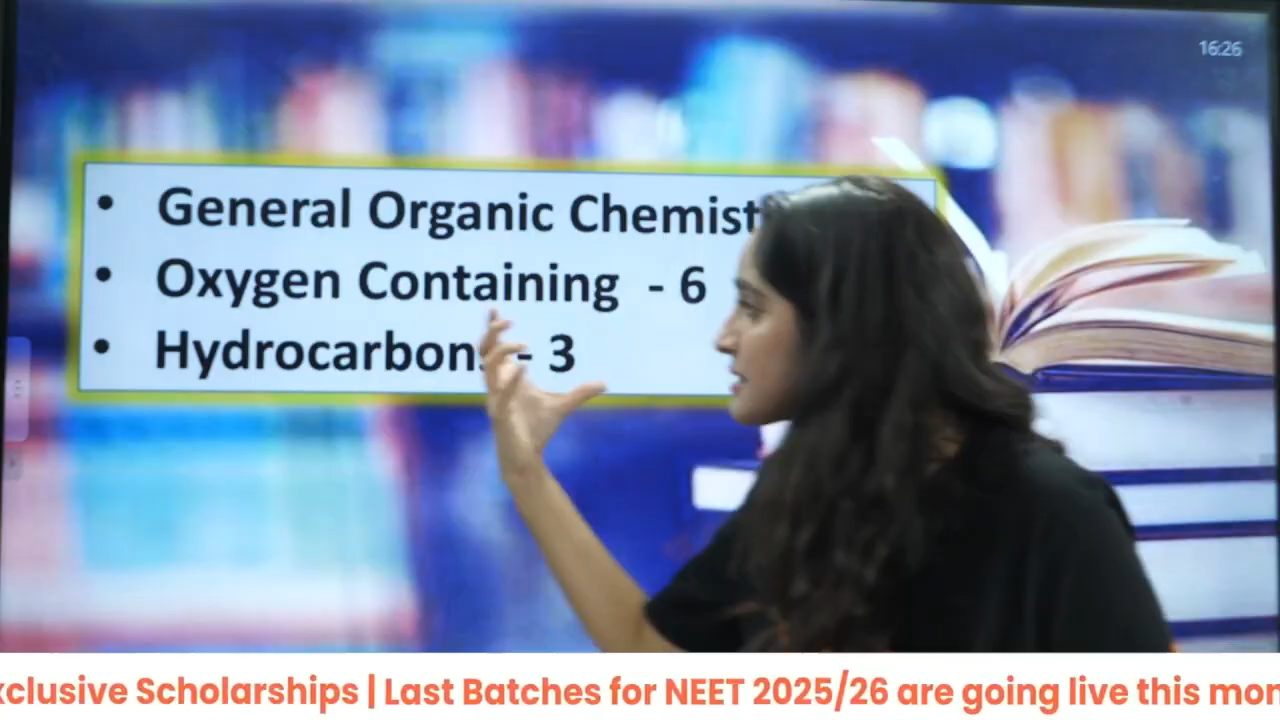 16:26
• General Organic Chemist
• Oxygen Containing - 6
• Hydrocarbons - 3
xclusive Scholarships | Last Batches for NEET 2025/26 are going live this mon